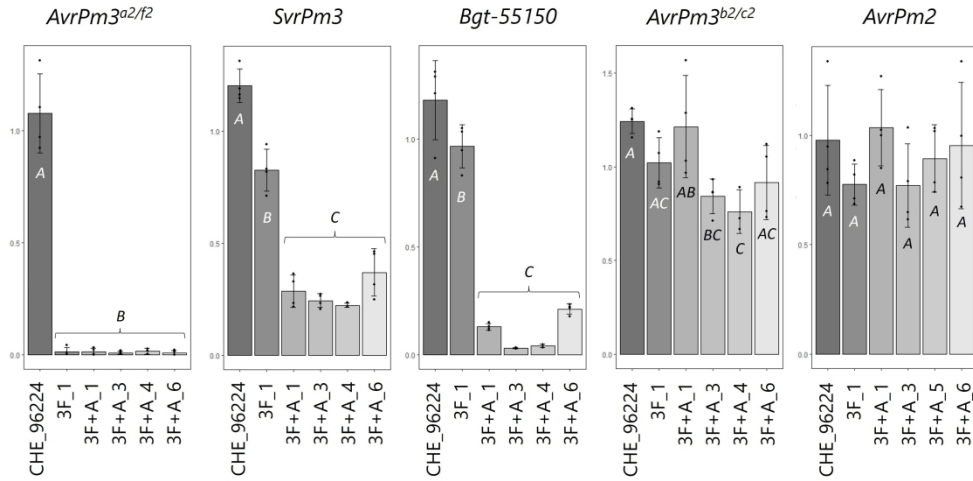 AvrPm3a2/f2
1.0
0.5
0.0
A
B
CHE_96224
3F_1
3F+A_1
3F+A_3
3F+A_4
3F+A_6
SvrPm3
1.0
0.5
0.0
A
B
C
CHE_96224
3F_1
3F+A_1
3F+A_3
3F+A_4
3F+A_6
Bgt-55150
1.0
0.5
0.0
A
B
C
CHE_96224
3F_1
3F+A_1
3F+A_3
3F+A_4
3F+A_6
AvrPm3b2/c2
1.5
1.0
0.5
0.0
A
AC
AB
BC
C
AC
CHE_96224
3F_1
3F+A_1
3F+A_3
3F+A_4
3F+A_6
AvrPm2
1.0
0.5
0.0
A
A
A
A
A
A
CHE_96224
3F_1
3F+A_1
3F+A_3
3F+A_5
3F+A_6